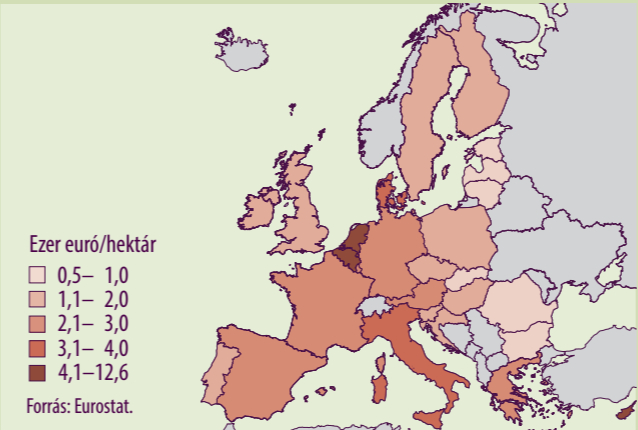 Ezer euró/hektár
0,5– 1,0
1,1– 2,0
2,1– 3,0
3,1– 4,0
4,1–12,6
Forrás: Eurostat.